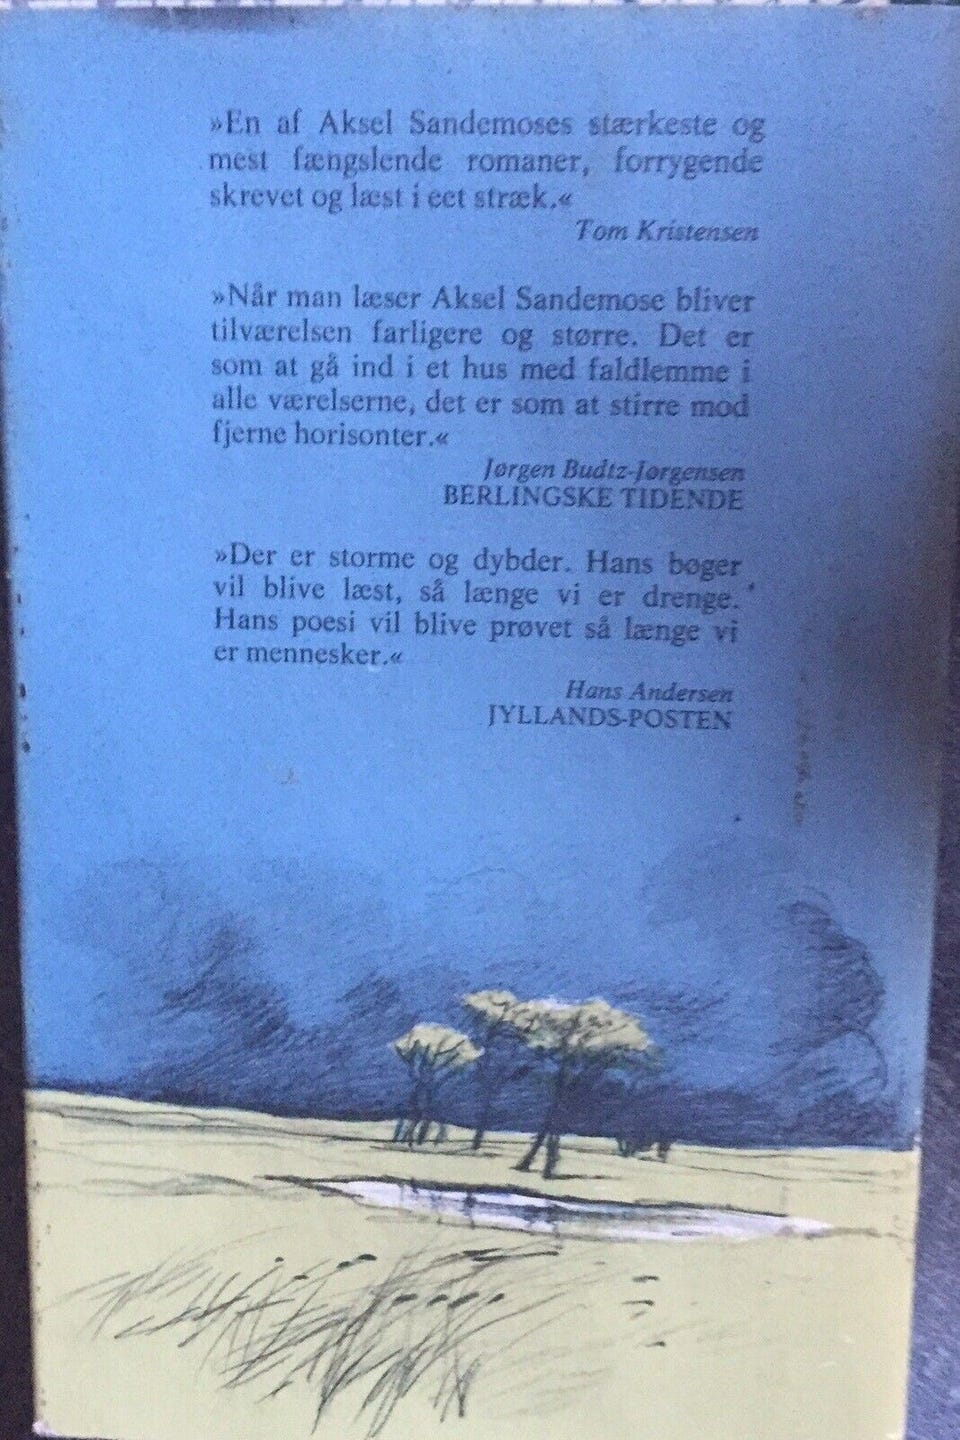 »En af Aksel Sandemoses stærkeste og
mest fængslende romaner, forrygende
skrevet og læst i eet stræk.«
Tom Kristensen
»Når man læser Aksel Sandemose bliver
tilværelsen farligere og større. Det er
som at gå ind i et hus med faldlemme i
alle værelserne, det er som at stirre mod
fjerne horisonter.«
Jørgen Budtz-Jørgensen
BERLINGSKE TIDENDE
»Der er storme og dybder. Hans bøger
vil blive læst, så længe vi er drenge.
Hans poesi vil blive prøvet så længe vi
er mennesker.«
Hans Andersen
JYLLANDS-POSTEN